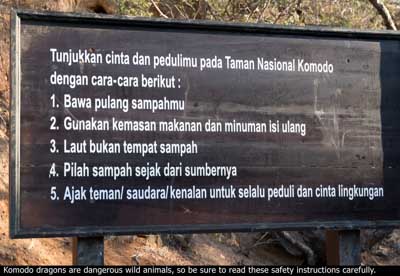 Tunjukkan cinta dan pedulimu pada Taman Nasional Komodo
dengan cara-cara berikut :
1. Bawa pulang sampahmu
2. Gunakan kemasan makanan dan minuman isi ulang
3. Laut bukan tempat sampah
4. Pilah sampah sejak dari sumbernya
5. Ajak teman/ saudara/ kenalan untuk selalu peduli dan cinta lingkungan
Komodo dragons are dangerous wild animals, so be sure to read these safety instructions carefully.